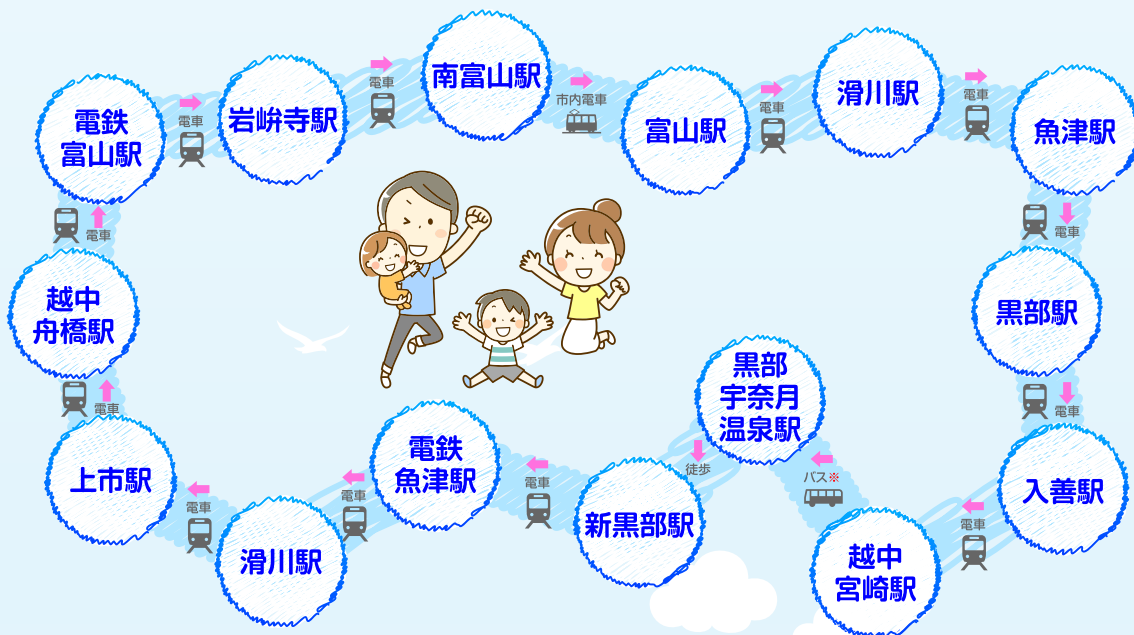 電鉄
富山駅
電車
岩峅寺駅
電車
南富山駅
市内電車
富山駅
電車
滑川駅
電車
魚津駅
電車
黒部駅
電車
入善駅
電車
越中
宮崎駅
バス※
黒部
宇奈月
温泉駅
徒歩
新黒部駅
電車
電鉄
魚津駅
電車
滑川駅
電車
上市駅
電車
越中
舟橋駅
電車